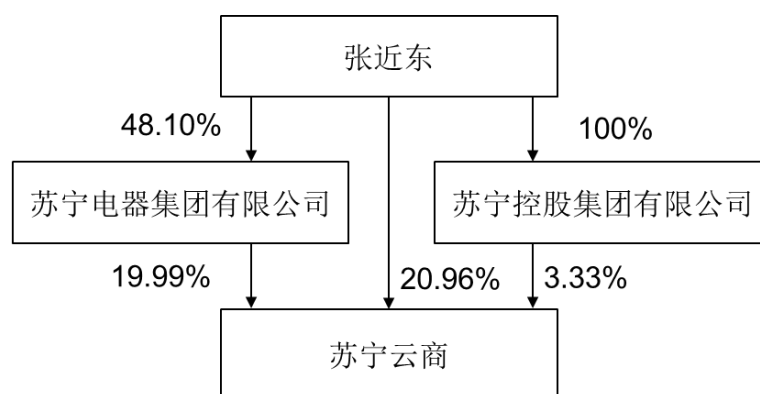 张近东
48.10%
100%
苏宁电器集团有限公司
苏宁控股集团有限公司
19.99%
20.96%
3.33%
苏宁云商